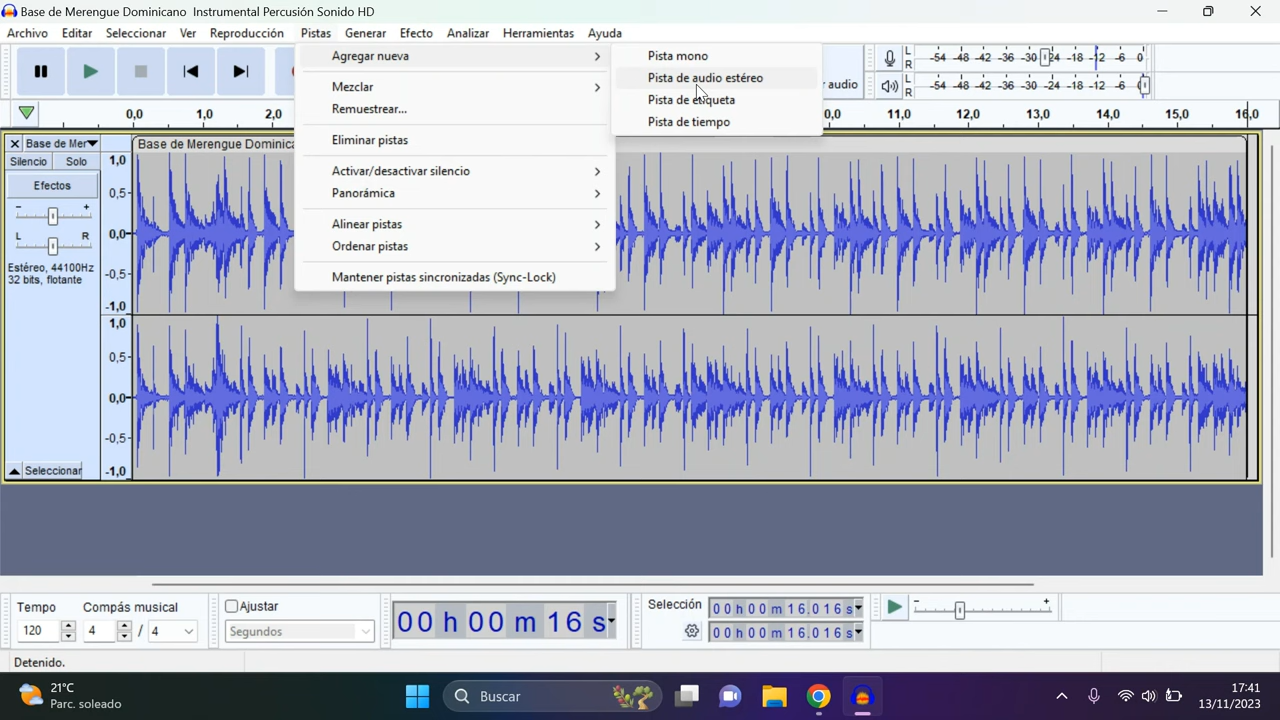 Base de Merengue Dominicano Instrumental Percusión Sonido HD
Archivo Editar Seleccionar Ver Reproducción Pistas Generar Efecto Analizar Herramientas Ayuda
Agregar nueva
Mezclar
Remuestrear...
Eliminar pistas
Activar/desactivar silencio
Panorámica
Alinear pistas
Ordenar pistas
Mantener pistas sincronizadas (Sync-Lock)
Pista mono
Pista de audio estéreo
Pista de etiqueta
Pista de tiempo
audio
L -54 -48 -42 -36 -30 -24 -18 -12 -6 0
R
L -54 -48 -42 -36 -30 -24 -18 -12 -6 0
R
0,0 1,0 2,0 11,0 12,0 13,0 14,0 15,0 16,0
Base de Mer
Base de Merengue Dominica
Silencio Solo
Efectos
- +
L R
Estéreo, 44100Hz
32 bits, flotante
Seleccionar
1,0
0,5
0,0
-0,5
-1,0
1,0
0,5
0,0
-0,5
-1,0
Tempo
120
Compás musical
4 / 4
Ajustar
Segundos
00 h 00 m 16 s
Selección
00 h 00 m 16.016 s
00 h 00 m 16.016 s
- +
Detenido.
21°C
Parc. soleado
Buscar
17:41
13/11/2023